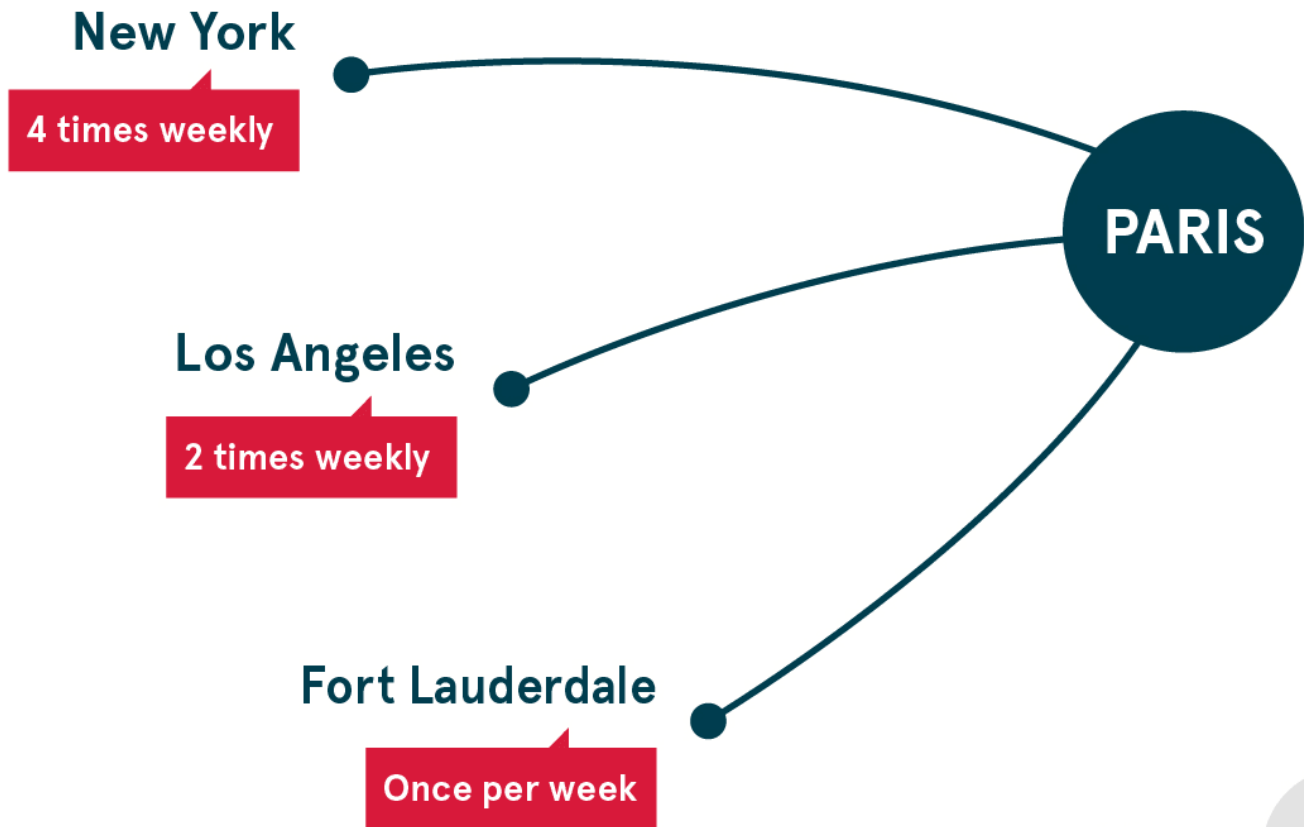 New York
4 times weekly
PARIS
Los Angeles
2 times weekly
Fort Lauderdale
Once per week